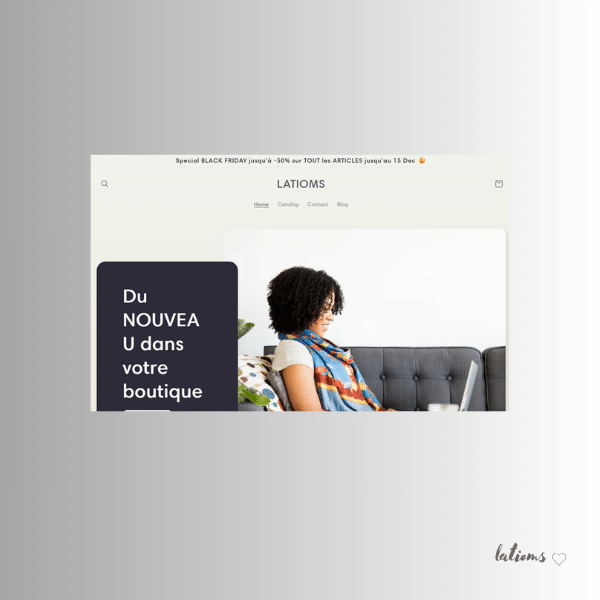 Special BLACK FRIDAY jusqu'à -50% sur TOUT les ARTICLES jusqu'au 15 Dec
LATIOMS
Home Catalog Contact Blog
Du
NOUVEA
U dans
votre
boutique
latioms